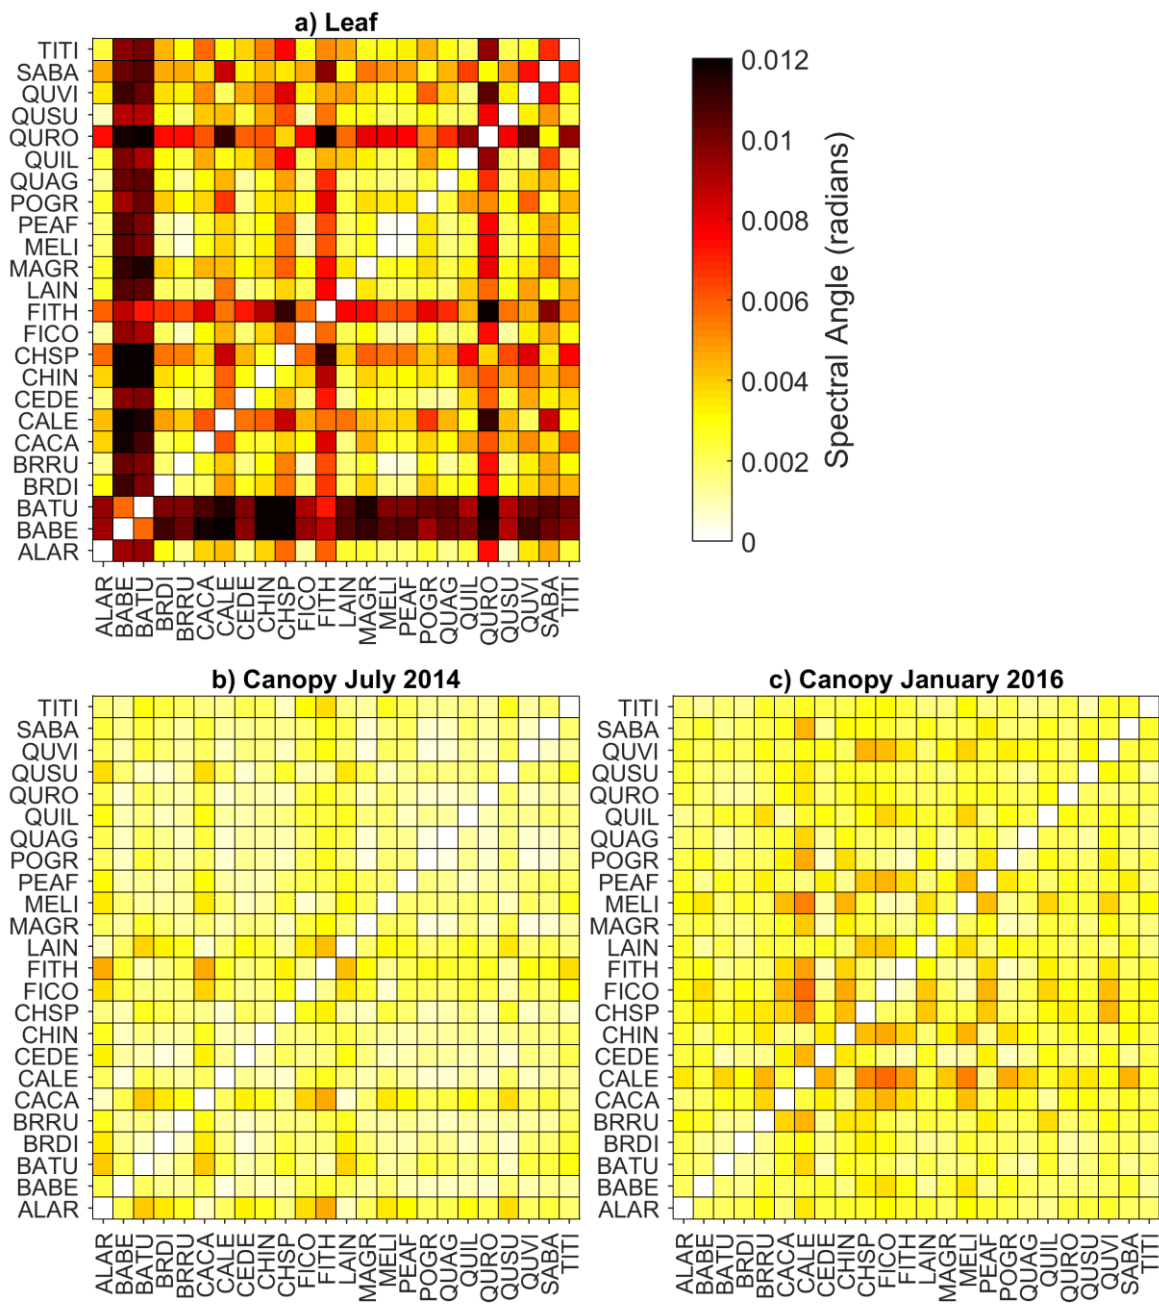 a) Leaf
TITI
SABA
QUVI
QUSU
QURO
QUIL
QUAG
POGR
PEAF
MELI
MAGR
LAIN
FITH
FICO
CHSP
CHIN
CEDE
CALE
CACA
BRRU
BRDI
BATU
BABE
ALAR
ALAR
BABE
BATU
BRDI
BRRU
CACA
CALE
CEDE
CHIN
CHSP
FICO
FITH
LAIN
MAGR
MELI
PEAF
POGR
QUAG
QUIL
QURO
QUSU
QUVI
SABA
TITI
0.012
0.01
0.008
0.006
0.004
0.002
0
Spectral Angle (radians)
b) Canopy July 2014
TITI
SABA
QUVI
QUSU
QURO
QUIL
QUAG
POGR
PEAF
MELI
MAGR
LAIN
FITH
FICO
CHSP
CHIN
CEDE
CALE
CACA
BRRU
BRDI
BATU
BABE
ALAR
ALAR
BABE
BATU
BRDI
BRRU
CACA
CALE
CEDE
CHIN
CHSP
FICO
FITH
LAIN
MAGR
MELI
PEAF
POGR
QUAG
QUIL
QURO
QUSU
QUVI
SABA
TITI
c) Canopy January 2016
TITI
SABA
QUVI
QUSU
QURO
QUIL
QUAG
POGR
PEAF
MELI
MAGR
LAIN
FITH
FICO
CHSP
CHIN
CEDE
CALE
CACA
BRRU
BRDI
BATU
BABE
ALAR
ALAR
BABE
BATU
BRDI
BRRU
CACA
CALE
CEDE
CHIN
CHSP
FICO
FITH
LAIN
MAGR
MELI
PEAF
POGR
QUAG
QUIL
QURO
QUSU
QUVI
SABA
TITI